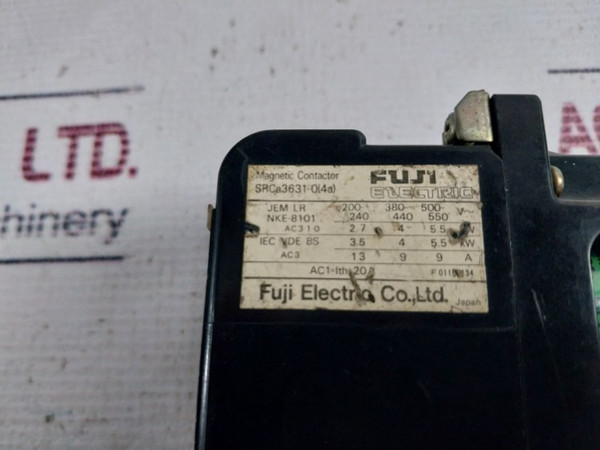 LTD.
chinery
Magnetic Contactor FUJI
SRCa3631-0(4a) ELECTRIC
JEM LR 200- 380- 500- V~
NKE-8101 240 440 550
AC3 1 0 2.7 4 5.5 kW
IEC VDE BS 3.5 4 5.5 kW
AC3 13 9 9 A
AC1-Ith: 20A
Fuji Electric Co., Ltd. Japan